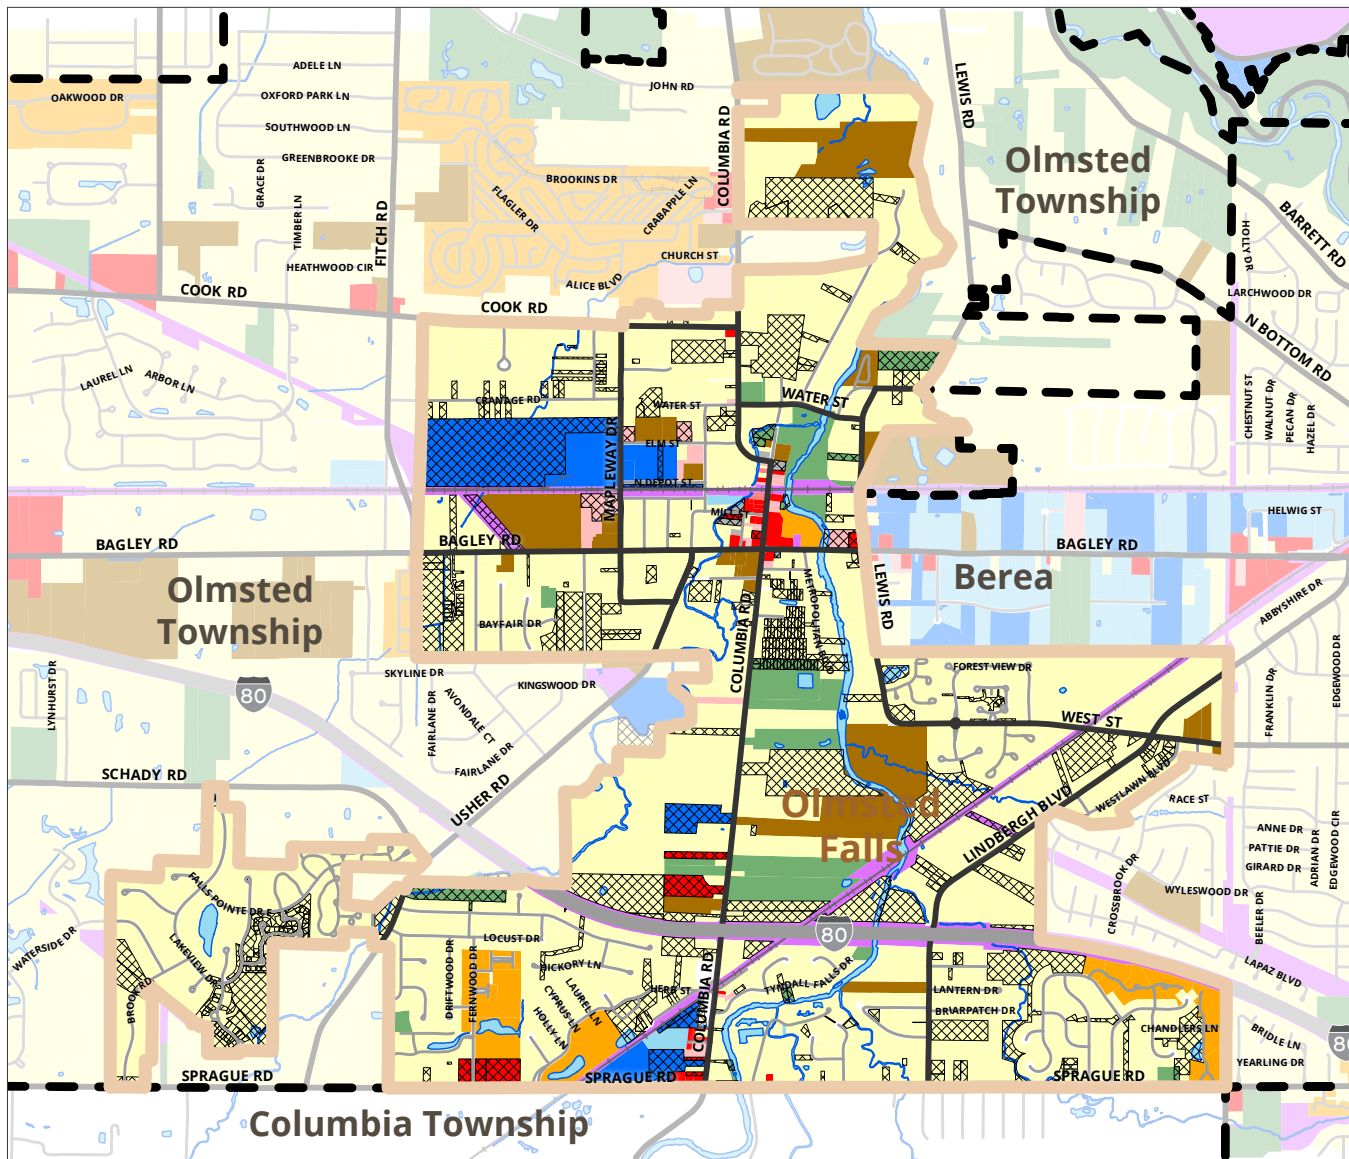 ADELE LN
OAKWOOD DR
OXFORD PARK LN
SOUTHWOOD LN
GREENBROOKE DR
GRACE DR
TIMBER LN
HEATHWOOD CIR
FITCH RD
COOK RD
JOHN RD
COLUMBIA RD
BROOKINS DR
FLAGLER DR
CRABAPPLE LN
CHURCH ST
ALICE BLVD
COOK RD
LEWIS RD
Olmsted
Township
BARRETT RD
HOLLY DR
LARCHWOOD DR
N BOTTOM RD
LAUREL LN
ARBOR LN
CRANAGE RD
WATER ST
WATER ST
ELM ST
MAPLEWAY DR
N DEPOT ST
MILL ST
CHESTNUT ST
WALNUT DR
PECAN DR
HAZEL DR
HELWIG ST
BAGLEY RD
BAGLEY RD
BAGLEY RD
Olmsted
Township
Berea
LEWIS RD
ABBYSHIRE DR
BAYFAIR DR
COLUMBIA RD
METROPOLITAN BLVD
LYNHURST DR
80
SKYLINE DR
KINGSWOOD DR
FAIRLANE DR
AVONDALE CT
FAIRLANE DR
FOREST VIEW DR
WEST ST
FRANKLIN DR
EDGEWOOD DR
SCHADY RD
USHER RD
Olmsted
Falls
WESTLAWN BLVD
LINDBERGH BLVD
RACE ST
ANNE DR
PATTIE DR
GIRARD DR
ADRIAN DR
EDGEWOOD CIR
CROSSBROOK DR
WYLESWOOD DR
BEELER DR
FALLS POINTE DR E
LAKEVIEW DR
WATERSIDE DR
BROOK RD
80
LOCUST DR
DRIFTWOOD DR
FERNWOOD DR
HICKORY LN
LAUREL LN
CYPRUS LN
HOLLY LN
HERB ST
COLUMBIA RD
TYNDALL FALLS DR
LANTERN DR
BRIARPATCH DR
LAPAZ BLVD
CHANDLERS LN
BRIDLE LN
YEARLING DR
80
SPRAGUE RD
SPRAGUE RD
SPRAGUE RD
Columbia Township